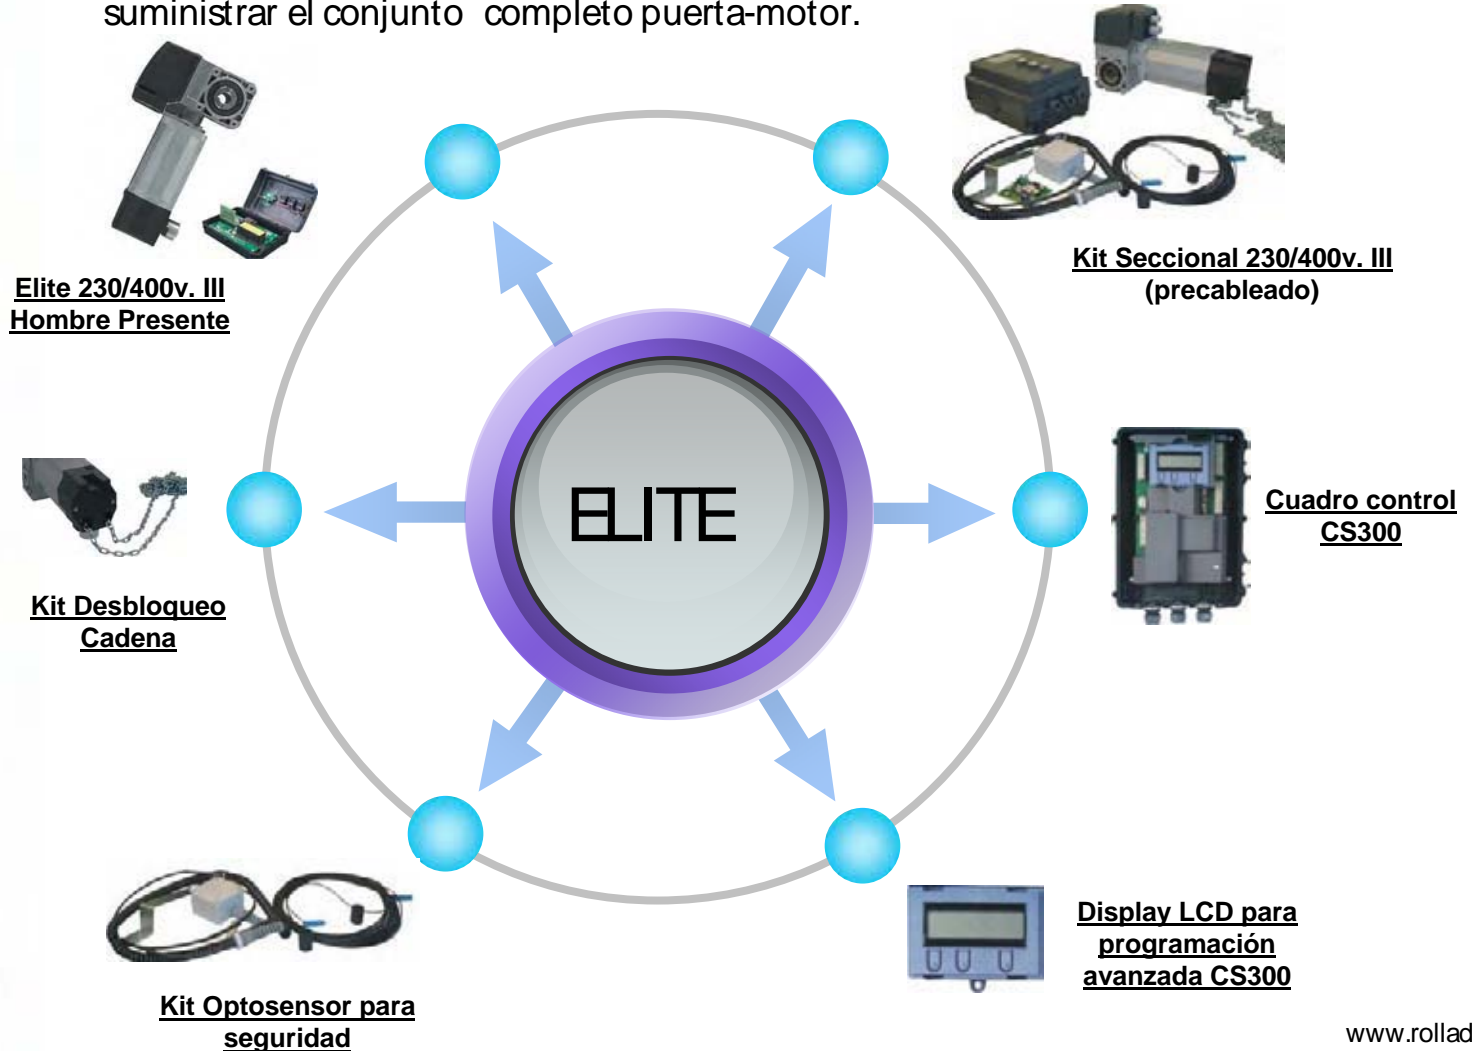 suministrar el conjunto completo puerta-motor.
Elite 230/400v. III
Hombre Presente
Kit Seccional 230/400v. III
(precableado)
ELITE
Cuadro control
CS300
Kit Desbloqueo
Cadena
Display LCD para
programación
avanzada CS300
Kit Optosensor para
seguridad
www.rollad